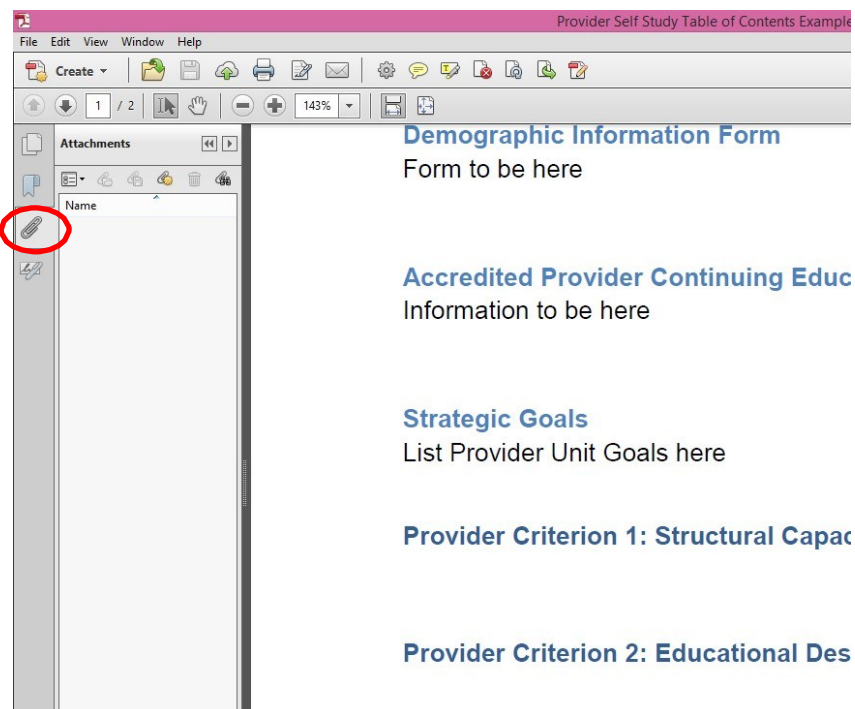 Provider Self Study Table of Contents Example
File Edit View Window Help
Create
1 / 2 143%
Attachments
Name
Demographic Information Form
Form to be here
Accredited Provider Continuing Educ
Information to be here
Strategic Goals
List Provider Unit Goals here
Provider Criterion 1: Structural Capac
Provider Criterion 2: Educational Des